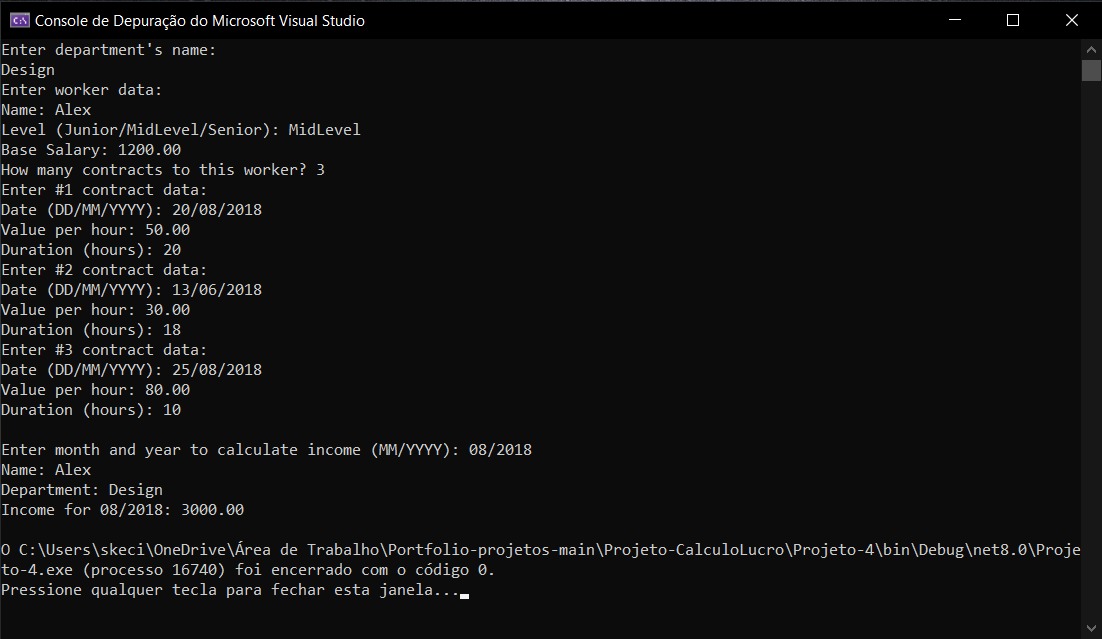 Console de Depuração do Microsoft Visual Studio
Enter department's name:
Design
Enter worker data:
Name: Alex
Level (Junior/MidLevel/Senior): MidLevel
Base Salary: 1200.00
How many contracts to this worker? 3
Enter #1 contract data:
Date (DD/MM/YYYY): 20/08/2018
Value per hour: 50.00
Duration (hours): 20
Enter #2 contract data:
Date (DD/MM/YYYY): 13/06/2018
Value per hour: 30.00
Duration (hours): 18
Enter #3 contract data:
Date (DD/MM/YYYY): 25/08/2018
Value per hour: 80.00
Duration (hours): 10
Enter month and year to calculate income (MM/YYYY): 08/2018
Name: Alex
Department: Design
Income for 08/2018: 3000.00
O C:\Users\skeci\OneDrive\Área de Trabalho\Portfolio-projetos-main\Projeto-CalculoLucro\Projeto-4\bin\Debug\net8.0\Proje
to-4.exe (processo 16740) foi encerrado com o código 0.
Pressione qualquer tecla para fechar esta janela...